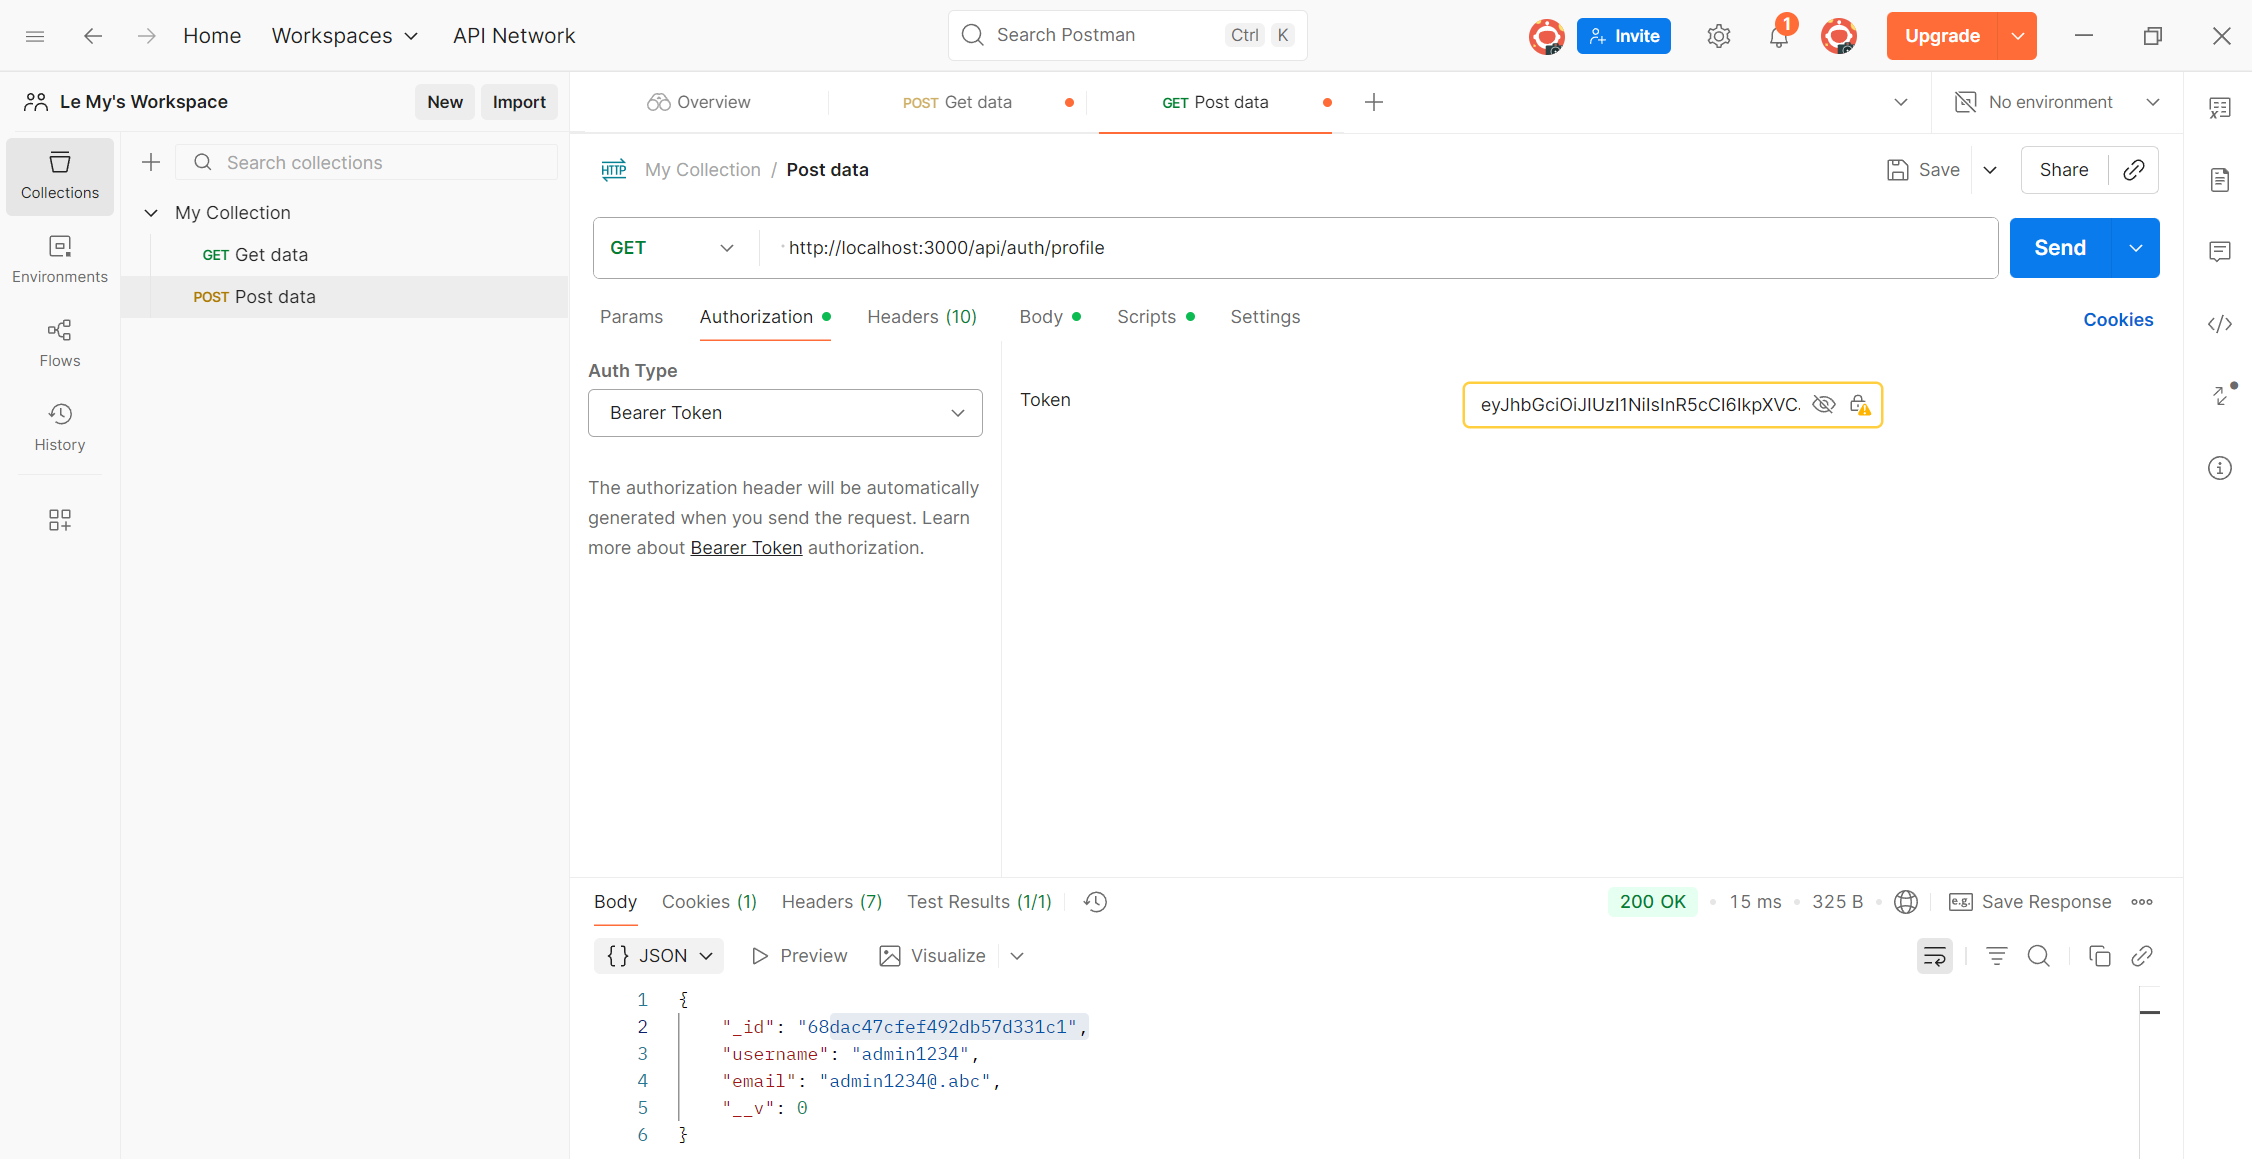 Home Workspaces API Network Search Postman Ctrl K Invite 1 Upgrade
Le My's Workspace New Import
Overview POST Get data GET Post data No environment
Collections
Environments
Flows
History
Search collections
My Collection
GET Get data
POST Post data
HTTP My Collection / Post data Save Share
GET http://localhost:3000/api/auth/profile Send
Params Authorization Headers (10) Body Scripts Settings Cookies
Auth Type
Bearer Token
The authorization header will be automatically
generated when you send the request. Learn
more about Bearer Token authorization.
Token eyJhbGciOiJIUzI1NiIsInR5cCI6IkpXVC.
Body Cookies (1) Headers (7) Test Results (1/1) 200 OK • 15 ms • 325 B • e.g. Save Response
{} JSON Preview Visualize
1 {
2 "_id": "68dac47cfef492db57d331c1",
3 "username": "admin1234",
4 "email": "admin1234@.abc",
5 "__v": 0
6 }